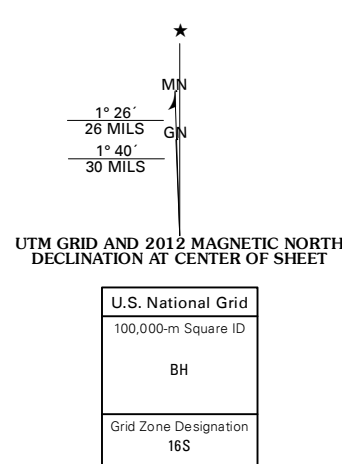 ★
MN
1° 26´
26 MILS
GN
1° 40´
30 MILS
UTM GRID AND 2012 MAGNETIC NORTH
DECLINATION AT CENTER OF SHEET
U.S. National Grid
100,000-m Square ID
BH
Grid Zone Designation
16S